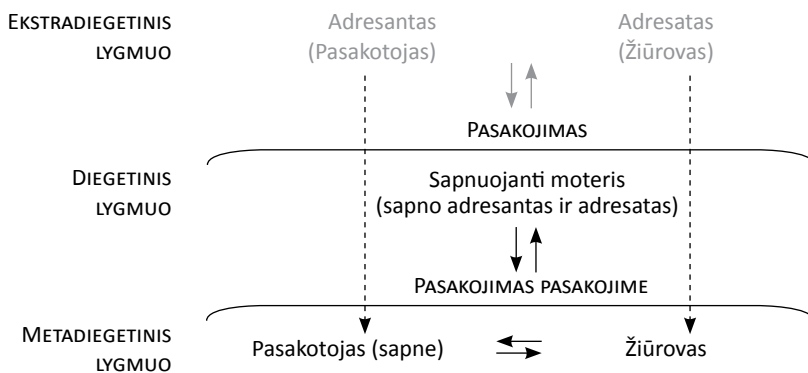 Ekstradiegetinis
lygmuo
Adresantas
(Pasakotojas)
Adresatas
(Žiūrovas)
Pasakojimas
Diegetinis
lygmuo
Sapnuojanti moteris
(sapno adresantas ir adresatas)
Pasakojimas pasakojime
Metadiegetinis
lygmuo
Pasakotojas (sapne)
Žiūrovas